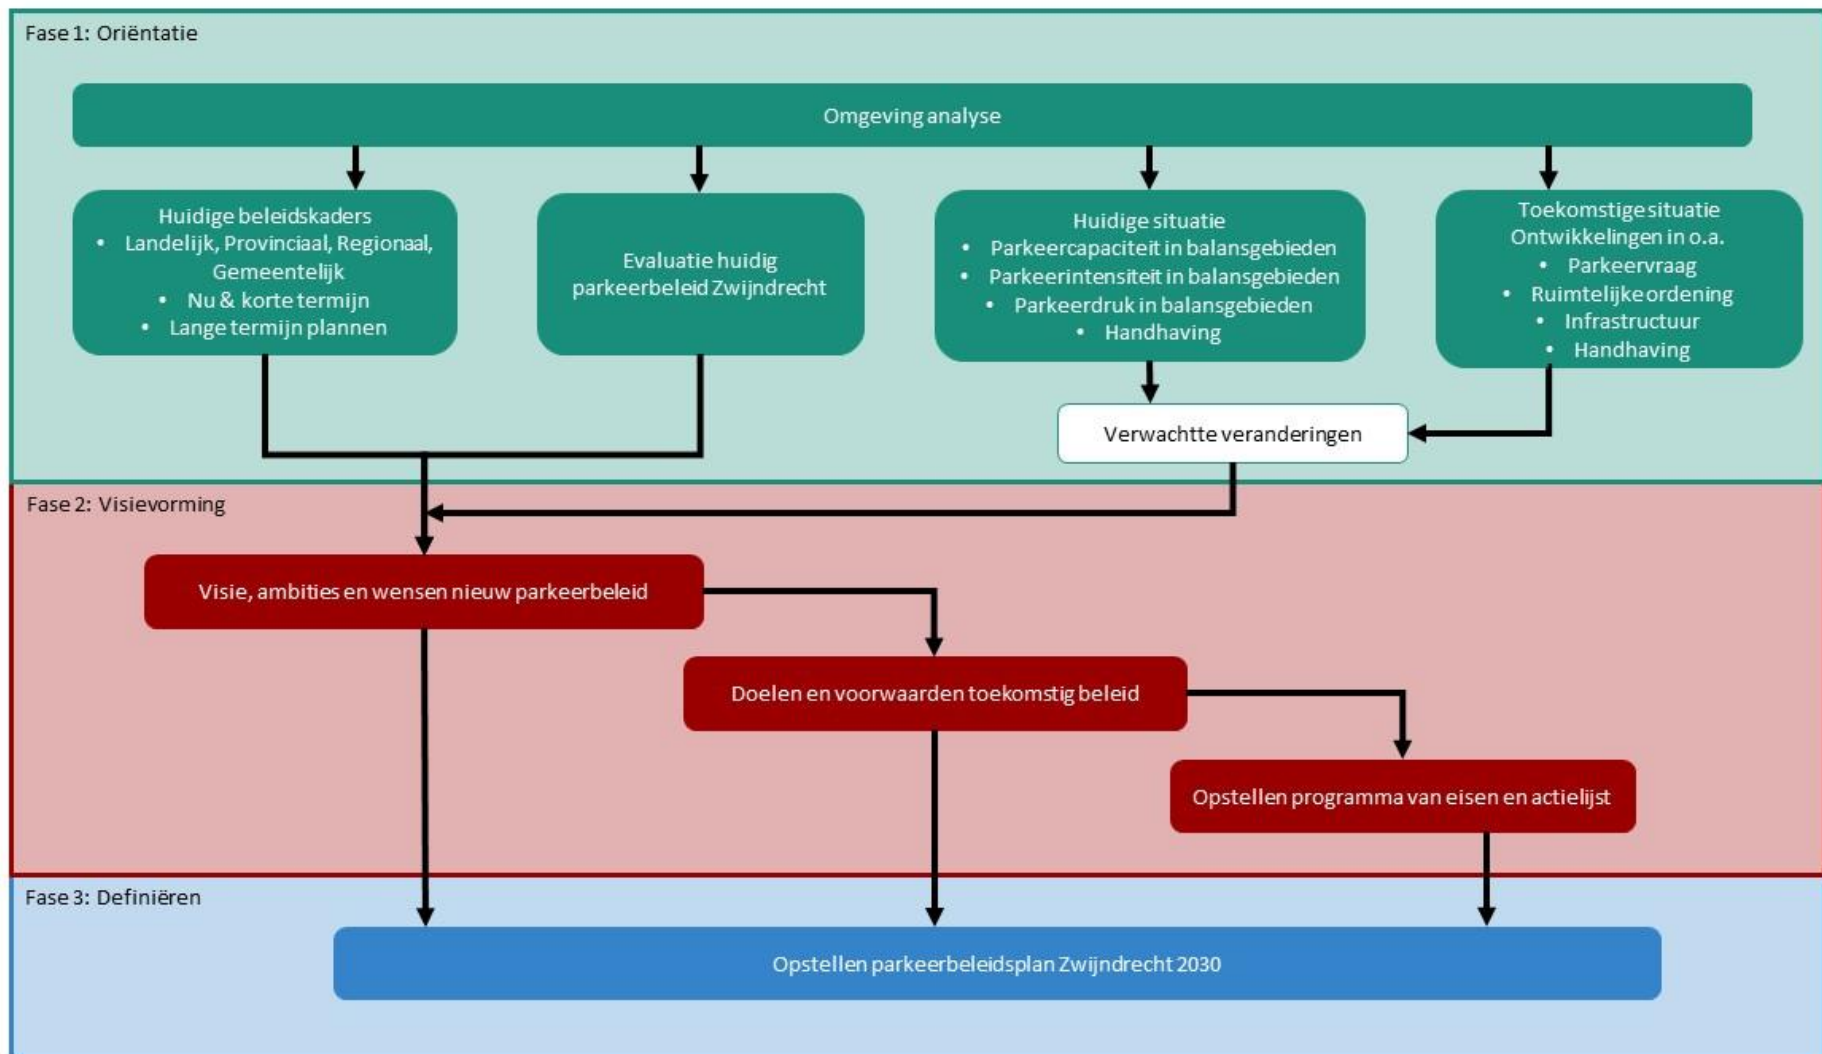 Fase 1: Oriëntatie
Omgeving analyse
Huidige beleidskaders
• Landelijk, Provinciaal, Regionaal,
Gemeentelijk
• Nu & korte termijn
• Lange termijn plannen
Evaluatie huidig
parkeerbeleid Zwijndrecht
Huidige situatie
• Parkeercapaciteit in balansgebieden
• Parkeerintensiteit in balansgebieden
• Parkeerdruk in balansgebieden
• Handhaving
Toekomstige situatie
Ontwikkelingen in o.a.
• Parkeervraag
• Ruimtelijke ordening
• Infrastructuur
• Handhaving
Verwachtte veranderingen
Fase 2: Visievorming
Visie, ambities en wensen nieuw parkeerbeleid
Doelen en voorwaarden toekomstig beleid
Opstellen programma van eisen en actielijst
Fase 3: Definiëren
Opstellen parkeerbeleidsplan Zwijndrecht 2030